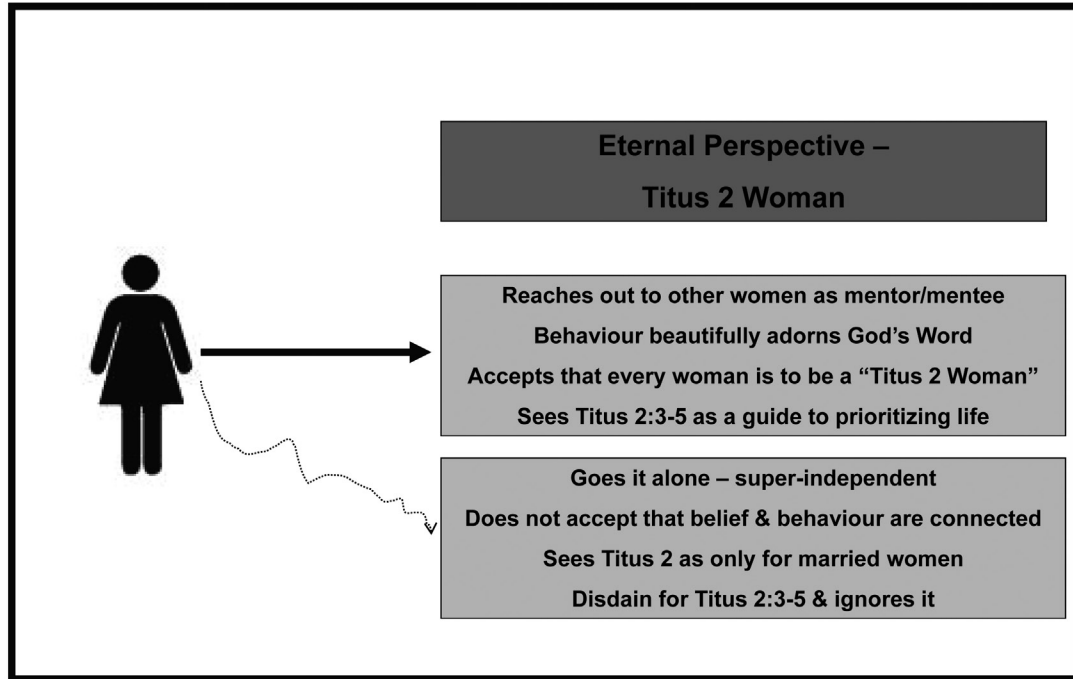 Eternal Perspective –
Titus 2 Woman
Reaches out to other women as mentor/mentee
Behaviour beautifully adorns God’s Word
Accepts that every woman is to be a “Titus 2 Woman”
Sees Titus 2:3-5 as a guide to prioritizing life
Goes it alone – super-independent
Does not accept that belief & behaviour are connected
Sees Titus 2 as only for married women
Disdain for Titus 2:3-5 & ignores it